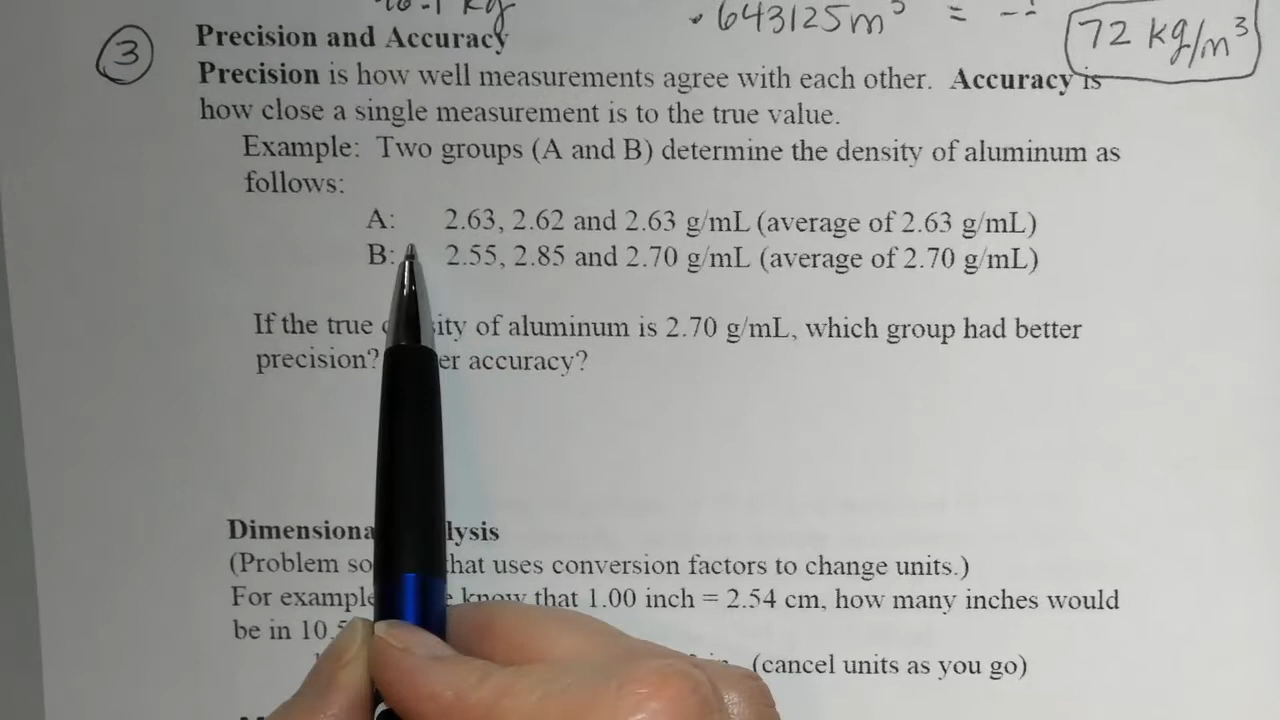 kg
.643125m³ =
72 kg/m³
3
Precision and Accuracy
Precision is how well measurements agree with each other. Accuracy is
how close a single measurement is to the true value.
Example: Two groups (A and B) determine the density of aluminum as
follows:
A: 2.63, 2.62 and 2.63 g/mL (average of 2.63 g/mL)
B: 2.55, 2.85 and 2.70 g/mL (average of 2.70 g/mL)
If the true ity of aluminum is 2.70 g/mL, which group had better
precision? er accuracy?
Dimensiona lysis
(Problem so hat uses conversion factors to change units.)
For example know that 1.00 inch = 2.54 cm, how many inches would
be in 10.5
(cancel units as you go)